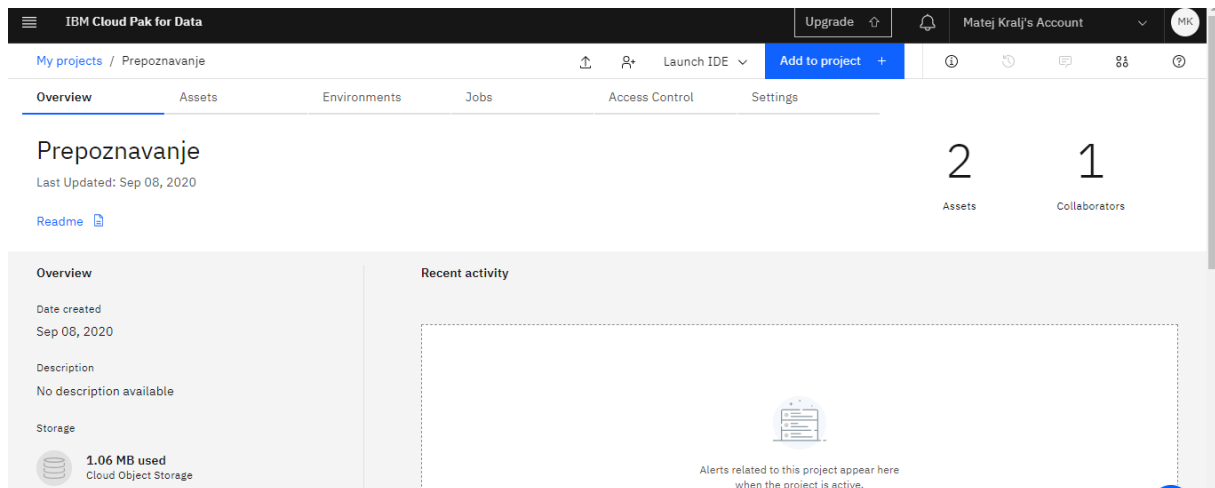 IBM Cloud Pak for Data
Upgrade
Matej Kralj's Account
MK
My projects / Prepoznavanje
Launch IDE
Add to project +
Overview
Assets
Environments
Jobs
Access Control
Settings
Prepoznavanje
Last Updated: Sep 08, 2020
Readme
2
Assets
1
Collaborators
Overview
Date created
Sep 08, 2020
Description
No description available
Storage
1.06 MB used
Cloud Object Storage
Recent activity
Alerts related to this project appear here
when the project is active.